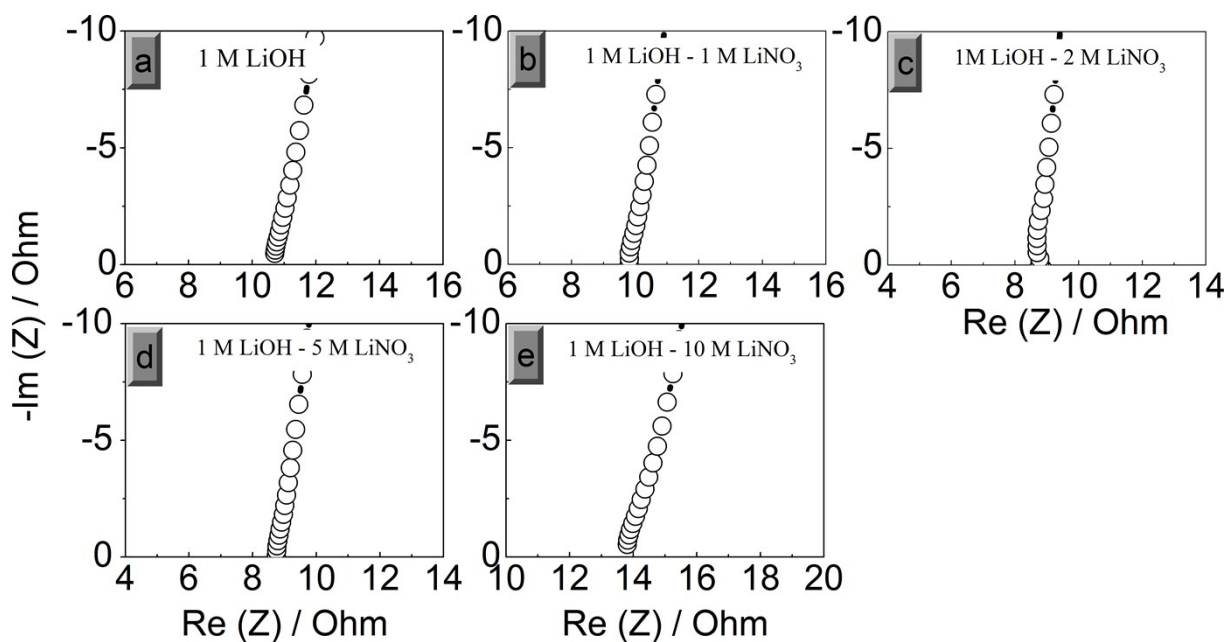 -Im (Z) / Ohm
a
1 M LiOH
-10
-5
0
6 8 10 12 14 16
b
1 M LiOH - 1 M LiNO₃
-10
-5
0
6 8 10 12 14 16
c
1M LiOH - 2 M LiNO₃
-10
-5
0
4 6 8 10 12 14
Re (Z) / Ohm
d
1 M LiOH - 5 M LiNO₃
-10
-5
0
4 6 8 10 12 14
Re (Z) / Ohm
e
1 M LiOH - 10 M LiNO₃
-10
-5
0
10 12 14 16 18 20
Re (Z) / Ohm